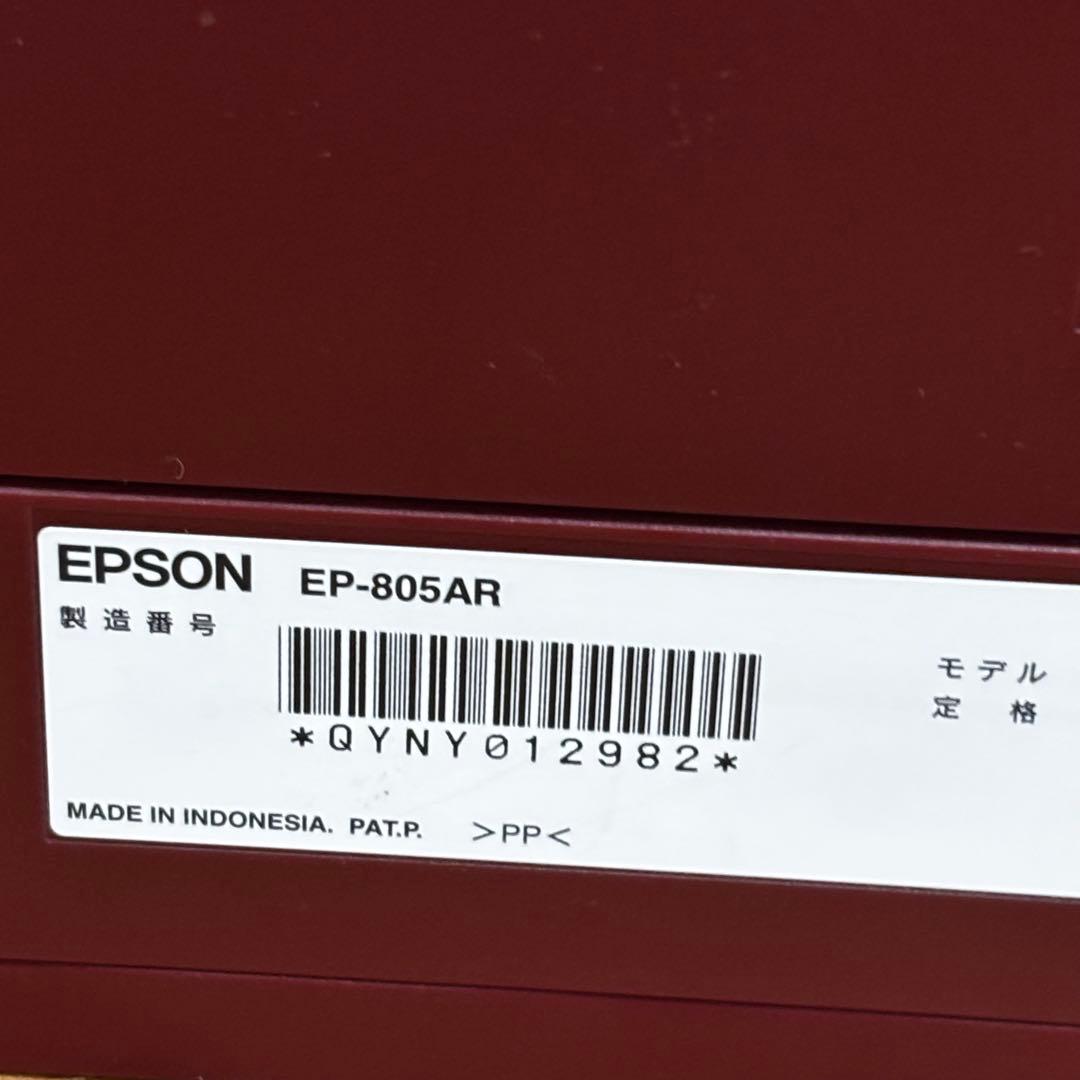 EPSON EP-805AR
製造番号
*QYNY012982*
モデル
定格
MADE IN INDONESIA. PAT.P. >PP<